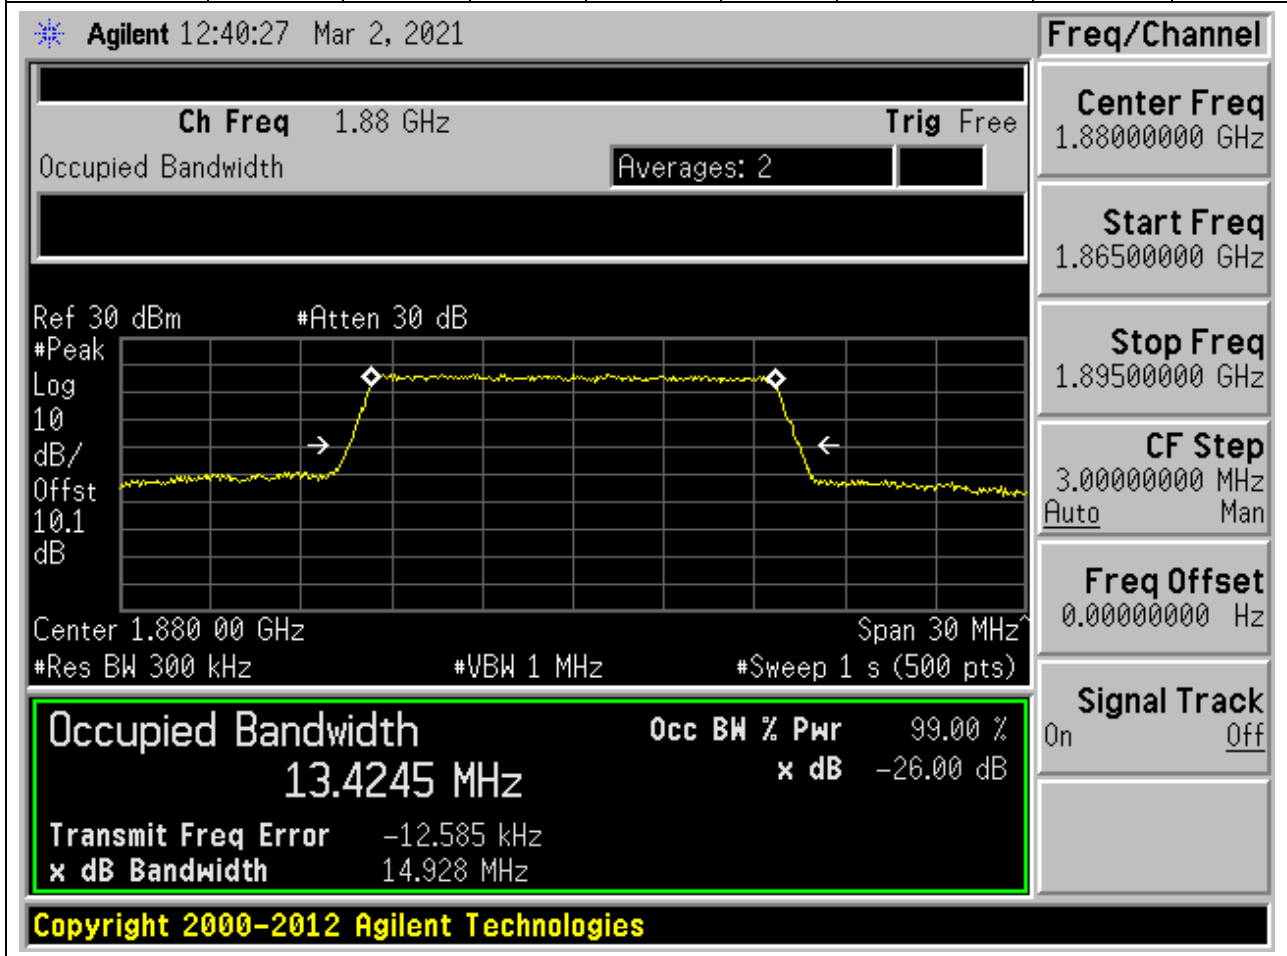 Agilent 12:40:27 Mar 2, 2021
Ch Freq 1.88 GHz Trig Free
Occupied Bandwidth Averages: 2
Ref 30 dBm #Atten 30 dB
#Peak
Log
10
dB/
Offst
10.1
dB
Center 1.880 00 GHz Span 30 MHz^
#Res BW 300 kHz #VBW 1 MHz #Sweep 1 s (500 pts)
Occupied Bandwidth Occ BW % Pwr 99.00 %
13.4245 MHz x dB -26.00 dB
Transmit Freq Error -12.585 kHz
x dB Bandwidth 14.928 MHz
Copyright 2000-2012 Agilent Technologies
Freq/Channel
Center Freq
1.88000000 GHz
Start Freq
1.86500000 GHz
Stop Freq
1.89500000 GHz
CF Step
3.00000000 MHz
Auto Man
Freq Offset
0.00000000 Hz
Signal Track
On Off